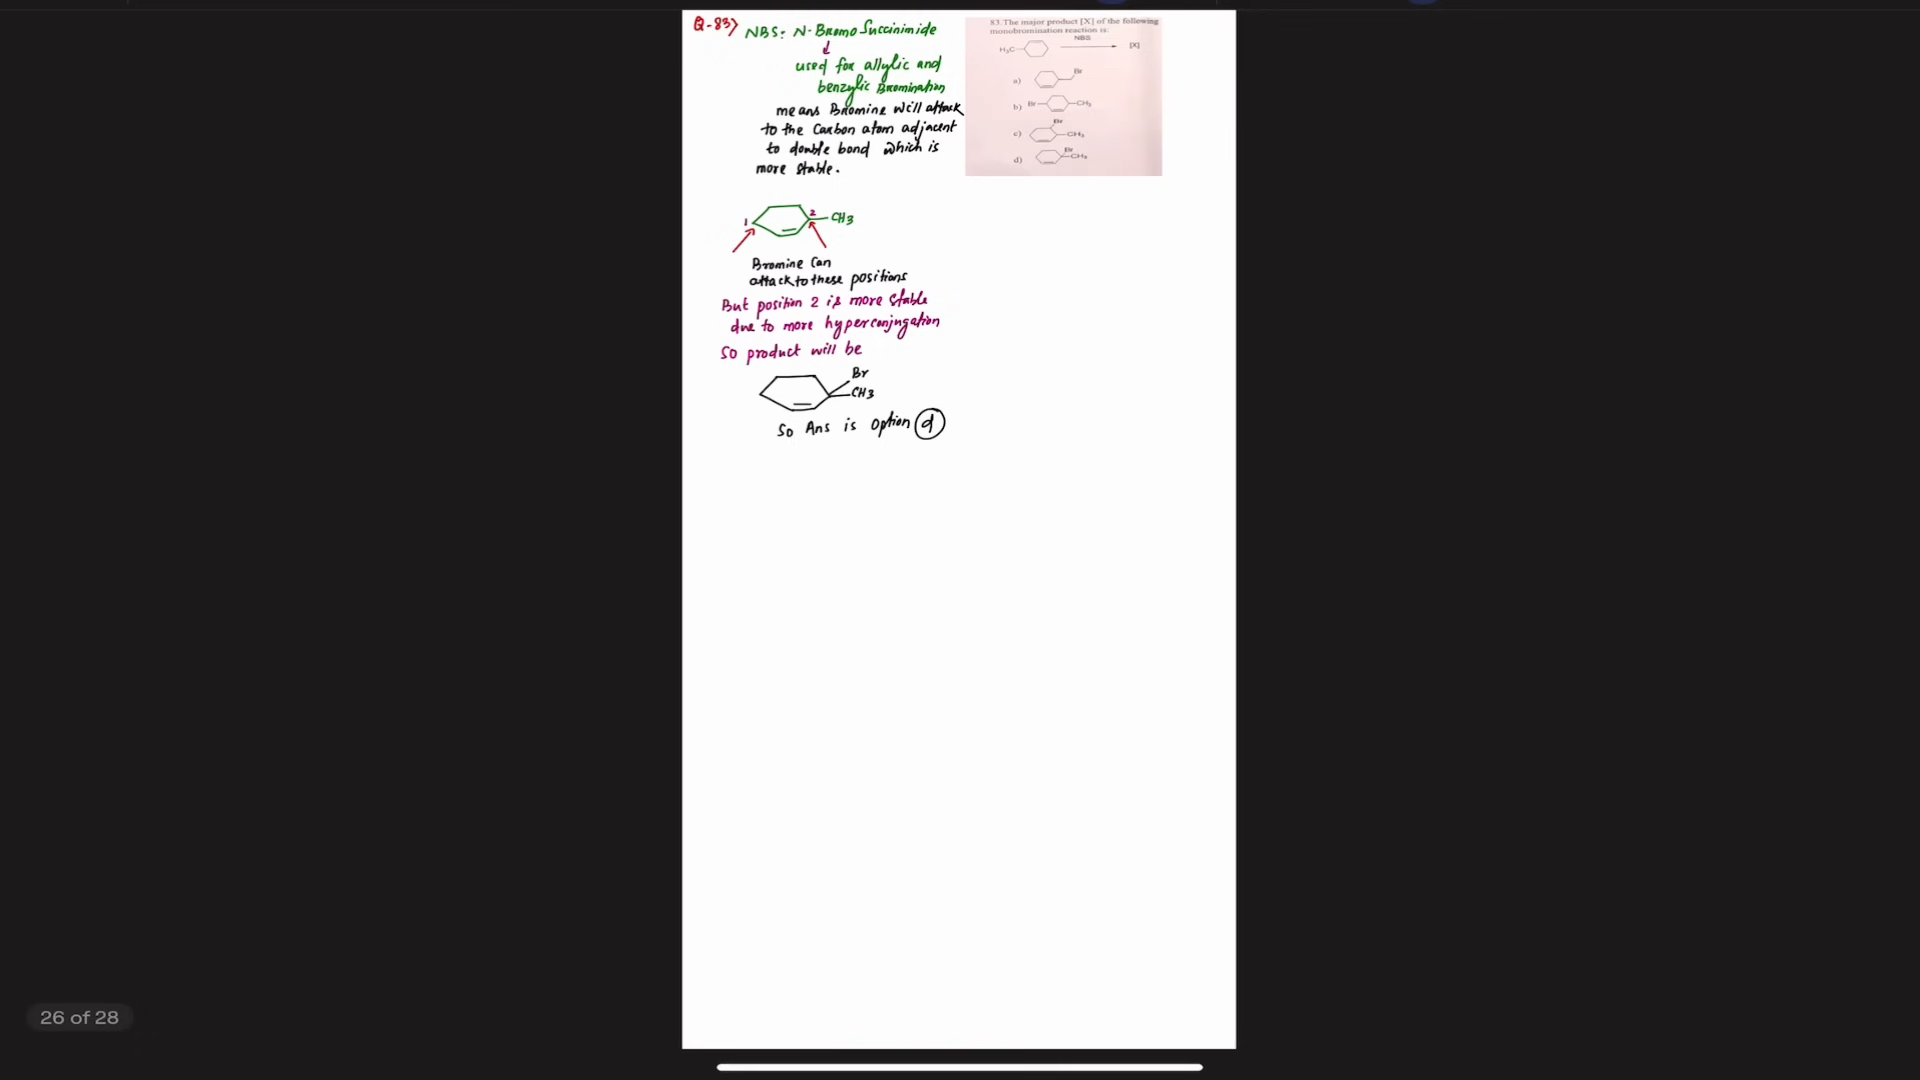 Q-83) NBS: N-Bromo Succinimide
used for allylic and
benzylic Bromination
means Bromine will attack
to the Carbon atom adjacent
to double bond which is
more stable.
83. The major product [X] of the following
monobromination reaction is:
NBS
H₃C [X]
a) Br
b) Br CH₃
c) Br CH₃
d) Br CH₃
1 2 CH3
Bromine Can
attack to these positions
But position 2 is more stable
due to more hyperconjugation
So product will be
Br
CH3
So Ans is option d
26 of 28